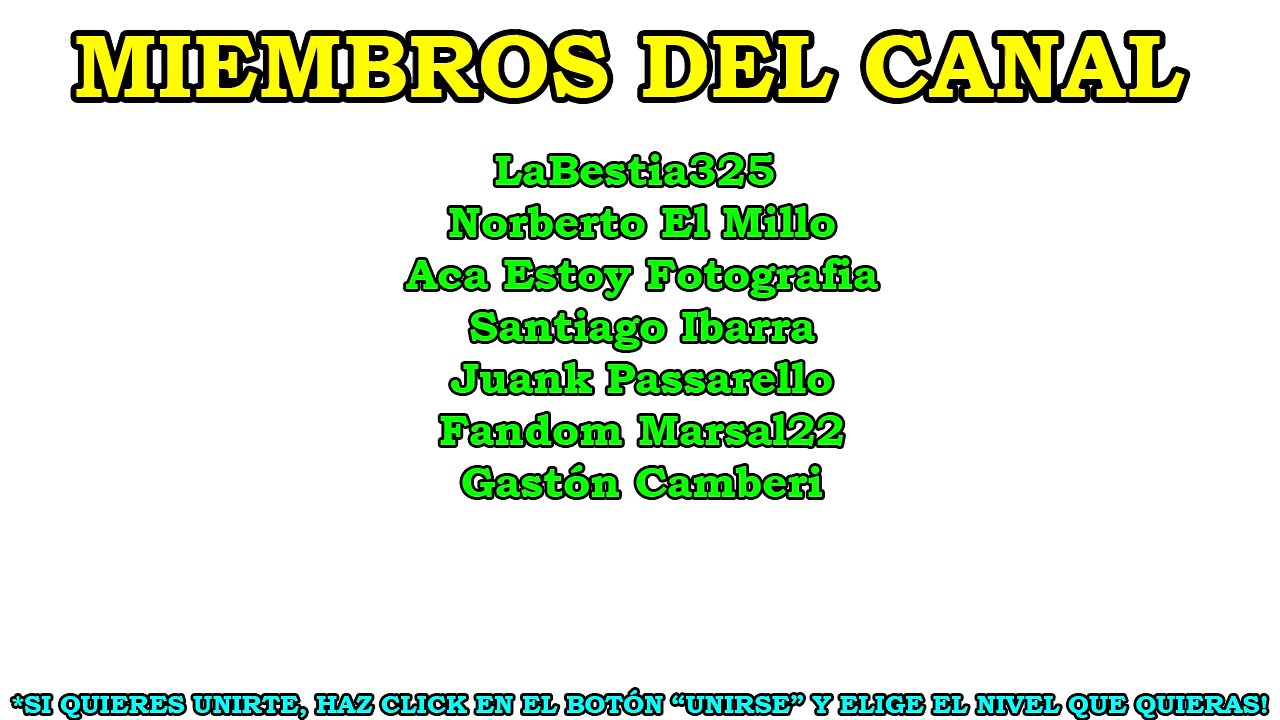 MIEMBROS DEL CANAL
LaBestia325
Norberto El Millo
Aca Estoy Fotografia
Santiago Ibarra
Juank Passarello
Fandom Marsal22
Gastón Camberi
*SI QUIERES UNIRTE, HAZ CLICK EN EL BOTÓN “UNIRSE” Y ELIGE EL NIVEL QUE QUIERAS!